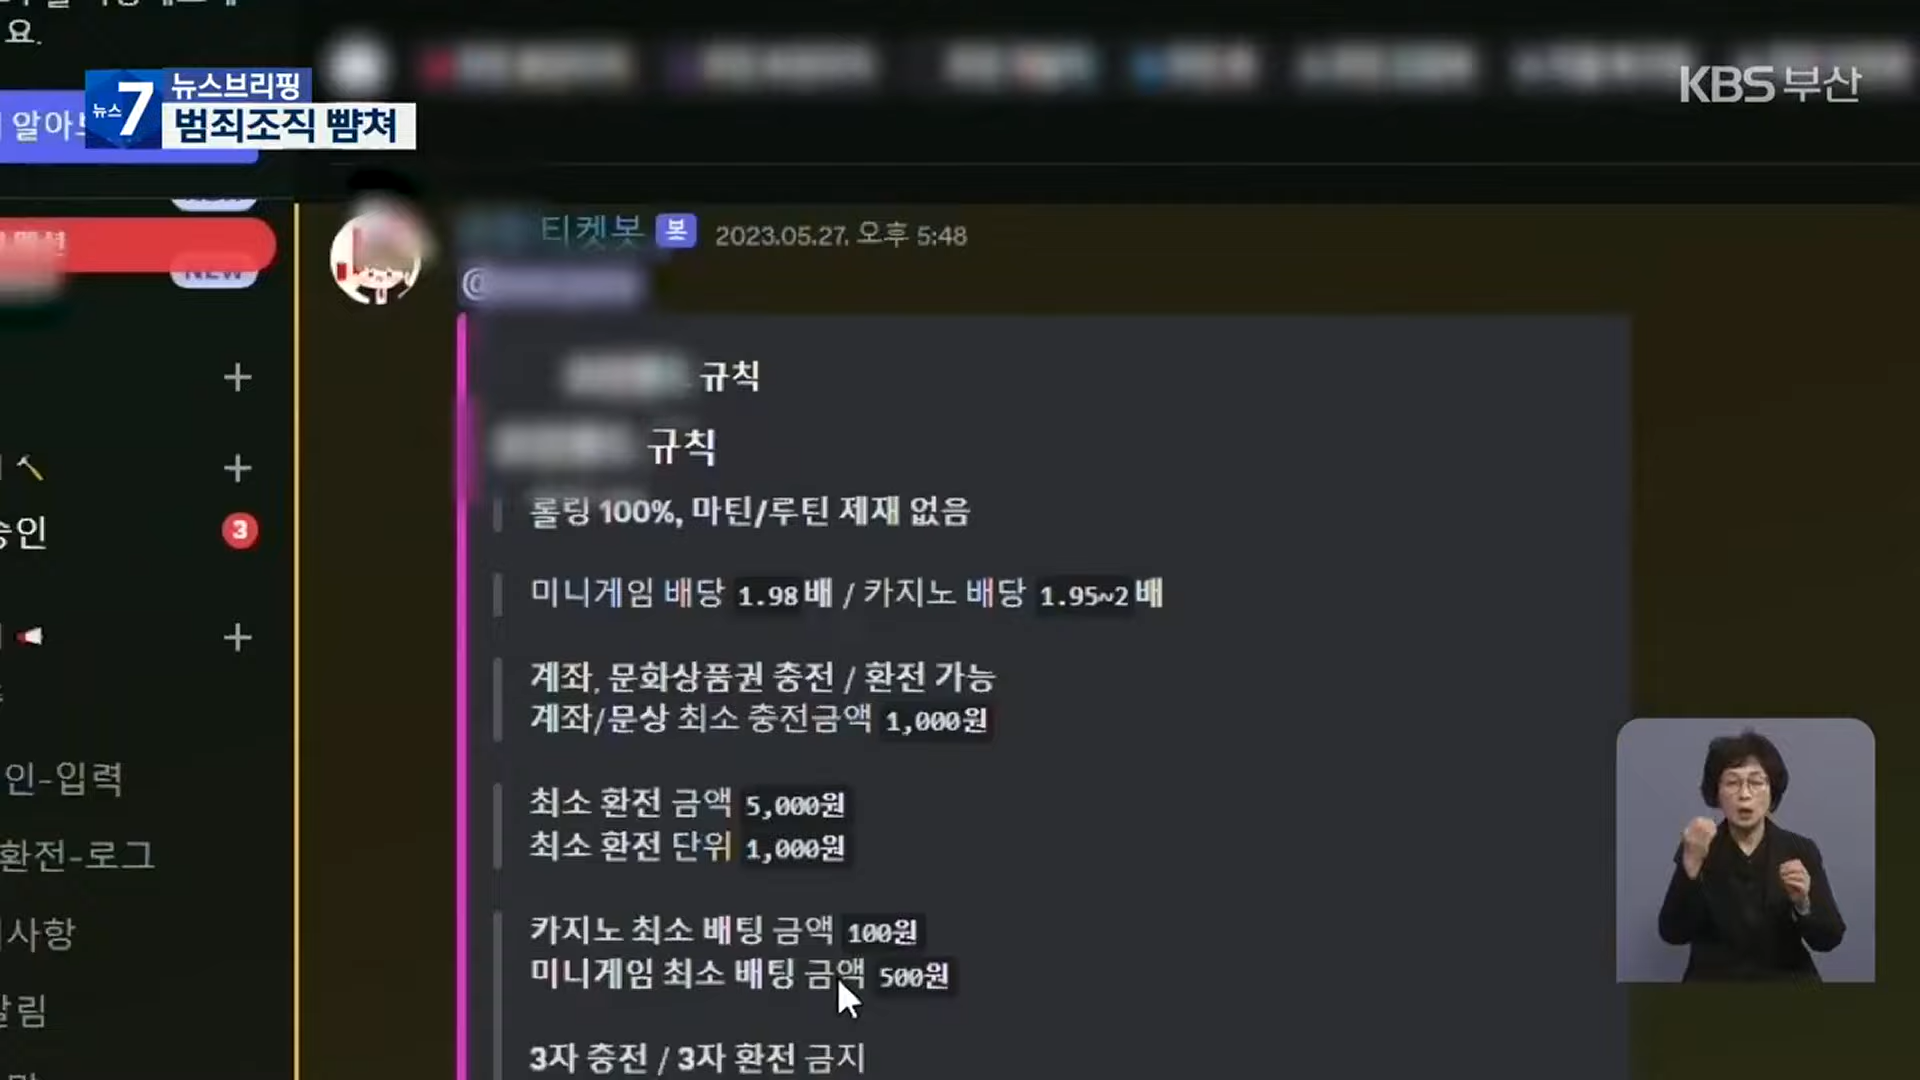 요.
뉴스7
뉴스브리핑
범죄조직 뺨쳐
KBS 부산
알아
티켓봇 봇 2023.05.27. 오후 5:48
@
NEW
규칙
규칙
롤링 100%, 마틴/루틴 제재 없음
미니게임 배당 1.98배 / 카지노 배당 1.95~2배
계좌, 문화상품권 충전 / 환전 가능
계좌/문상 최소 충전금액 1,000원
최소 환전 금액 5,000원
최소 환전 단위 1,000원
카지노 최소 배팅 금액 100원
미니게임 최소 배팅 금액 500원
3자 충전 / 3자 환전 금지
승인
3
인-입력
환전-로그
사항
알림